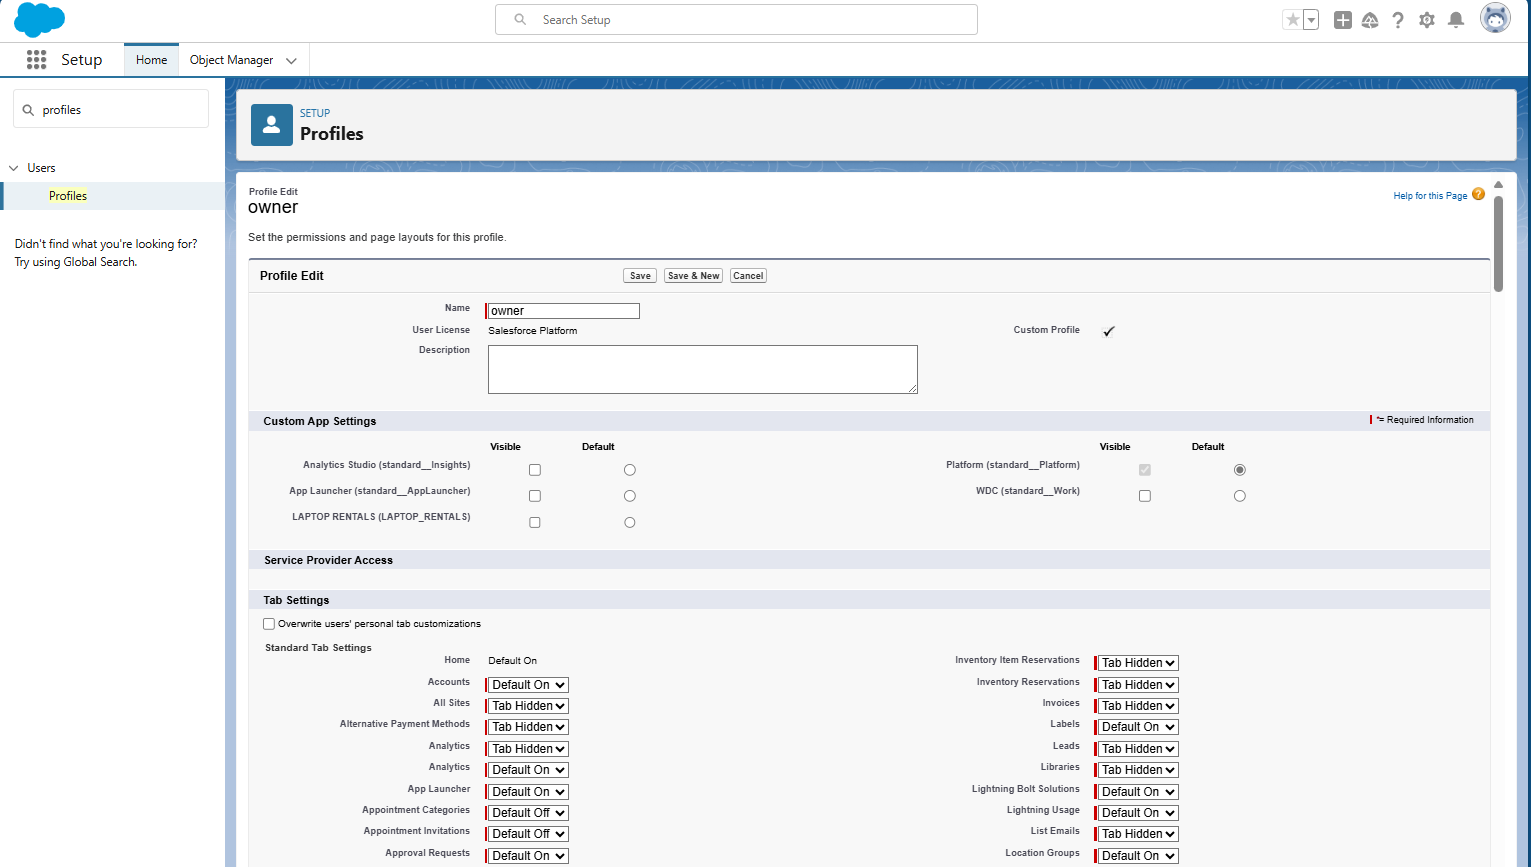 Search Setup
Setup
Home
Object Manager
profiles
Users
Profiles
Didn't find what you're looking for?
Try using Global Search.
SETUP
Profiles
Profile Edit
owner
Help for this Page ?
Set the permissions and page layouts for this profile.
Profile Edit
Save Save & New Cancel
Name owner
User License Salesforce Platform
Custom Profile
Description
Custom App Settings
= Required Information
Visible Default Visible Default
Analytics Studio (standard__Insights)
Platform (standard__Platform)
App Launcher (standard__AppLauncher)
WDC (standard__Work)
LAPTOP RENTALS (LAPTOP_RENTALS)
Service Provider Access
Tab Settings
Overwrite users' personal tab customizations
Standard Tab Settings
Home Default On
Inventory Item Reservations Tab Hidden
Accounts Default On
Inventory Reservations Tab Hidden
All Sites Tab Hidden
Invoices Tab Hidden
Alternative Payment Methods Tab Hidden
Labels Default On
Analytics Tab Hidden
Leads Tab Hidden
Analytics Default On
Libraries Tab Hidden
App Launcher Default On
Lightning Bolt Solutions Default On
Appointment Categories Default Off
Lightning Usage Default On
Appointment Invitations Default Off
List Emails Tab Hidden
Approval Requests Default On
Location Groups Default On